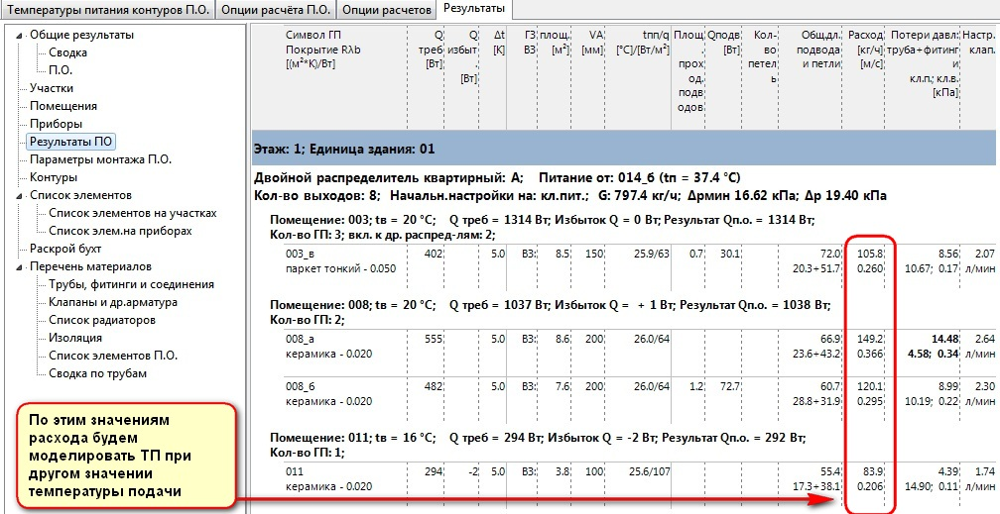 Температуры питания контуров П.О.
Опции расчёта П.О.
Опции расчетов
Результаты
Общие результаты
Сводка
П.О.
Участки
Помещения
Приборы
Результаты ПО
Параметры монтажа П.О.
Контуры
Список элементов
Список элементов на участках
Список элем.на приборах
Раскрой бухт
Перечень материалов
Трубы, фитинги и соединения
Клапаны и др.арматура
Список радиаторов
Изоляция
Список элементов П.О.
Сводка по трубам
По этим значениям
расхода будем
моделировать ТП при
другом значении
температуры подачи
Символ ГП Q Q Δt ГЗ площ. VA tпп/q Площ Qподв. Кол- Общ.дл. Расход Потери давл: Настр.
Покрытие Rλb треб избыт [K] ВЗ [м²] [мм] [°C]/[Вт/м²] . [Вт] во подвода [кг/ч] труба+фитинг клап.
[(м²*K)/Вт] [Вт] . прох петел и петли [м/с] и
[Вт] од. ь кл.п.; кл.в.
подв [кПа]
одов
Этаж: 1; Единица здания: 01
Двойной распределитель квартирный: А; Питание от: 014_б (tп = 37.4 °C)
Кол-во выходов: 8; Начальн.настройки на: кл.пит.; G: 797.4 кг/ч; Δpмин 16.62 кПа; Δp 19.40 кПа
Помещение: 003; tв = 20 °C; Q треб = 1314 Вт; Избыток Q = 0 Вт; Результат Qп.о. = 1314 Вт;
Кол-во ГП: 3; вкл. к др. распред-лям: 2;
003_в 402 5.0 ВЗ: 8.5 150 25.9/63 0.7 30.1 72.0 105.8 8.56 2.07
паркет тонкий - 0.050 20.3+51.7 0.260 10.67; 0.17 л/мин
Помещение: 008; tв = 20 °C; Q треб = 1037 Вт; Избыток Q = + 1 Вт; Результат Qп.о. = 1038 Вт;
Кол-во ГП: 2;
008_а 555 5.0 ВЗ: 8.6 200 26.0/64 66.9 149.2 14.48 2.64
керамика - 0.020 23.6+43.2 0.366 4.58; 0.34 л/мин
008_б 482 5.0 ВЗ: 7.6 200 26.0/64 1.2 72.7 60.7 120.1 8.99 2.30
керамика - 0.020 28.8+31.9 0.295 10.19; 0.22 л/мин
Помещение: 011; tв = 16 °C; Q треб = 294 Вт; Избыток Q = -2 Вт; Результат Qп.о. = 292 Вт;
Кол-во ГП: 1;
011 294 -2 5.0 ВЗ: 3.8 100 25.6/107 55.4 83.9 4.39 1.74
керамика - 0.020 17.3+38.1 0.206 14.90; 0.11 л/мин